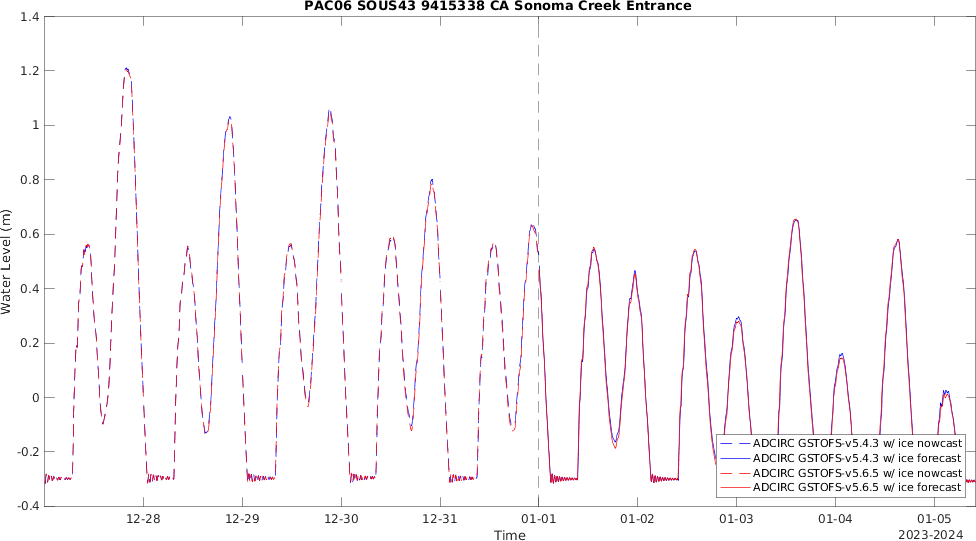 PAC06 SOUS43 9415338 CA Sonoma Creek Entrance
1.4
1.2
1
0.8
0.6
0.4
0.2
0
-0.2
-0.4
Water Level (m)
ADCIRC GSTOFS-v5.4.3 w/ ice nowcast
ADCIRC GSTOFS-v5.4.3 w/ ice forecast
ADCIRC GSTOFS-v5.6.5 w/ ice nowcast
ADCIRC GSTOFS-v5.6.5 w/ ice forecast
12-28 12-29 12-30 12-31 01-01 01-02 01-03 01-04 01-05
Time
2023-2024